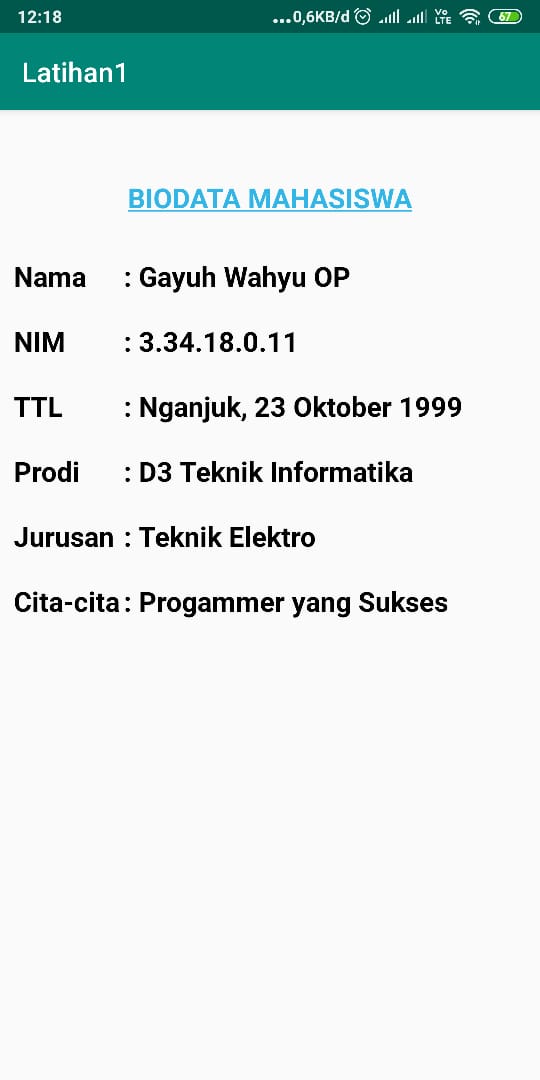 12:18 ...0,6KB/d Vo LTE 67
Latihan1
BIODATA MAHASISWA
Nama : Gayuh Wahyu OP
NIM : 3.34.18.0.11
TTL : Nganjuk, 23 Oktober 1999
Prodi : D3 Teknik Informatika
Jurusan : Teknik Elektro
Cita-cita : Progammer yang Sukses